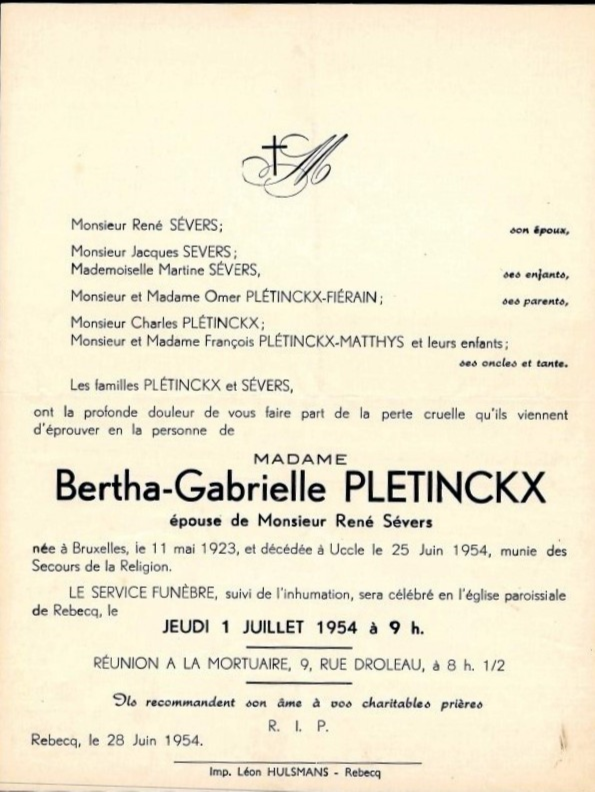 M
Monsieur René SÉVERS; son époux,
Monsieur Jacques SEVERS;
Mademoiselle Martine SÉVERS, ses enfants,
Monsieur et Madame Omer PLÉTINCKX-FIÉRAIN; ses parents,
Monsieur Charles PLÉTINCKX;
Monsieur et Madame François PLÉTINCKX-MATTHYS et leurs enfants;
ses oncles et tante.
Les familles PLÉTINCKX et SÉVERS,
ont la profonde douleur de vous faire part de la perte cruelle qu'ils viennent
d'éprouver en la personne de
MADAME
Bertha-Gabrielle PLETINCKX
épouse de Monsieur René Sévers
née à Bruxelles, le 11 mai 1923, et décédée à Uccle le 25 Juin 1954, munie des
Secours de la Religion.
LE SERVICE FUNÈBRE, suivi de l'inhumation, sera célébré en l'église paroissiale
de Rebecq, le
JEUDI 1 JUILLET 1954 à 9 h.
RÉUNION A LA MORTUAIRE, 9, RUE DROLEAU, à 8 h. 1/2
Ils recommandent son âme à vos charitables prières
R. I. P.
Rebecq, le 28 Juin 1954.
Imp. Léon HULSMANS - Rebecq